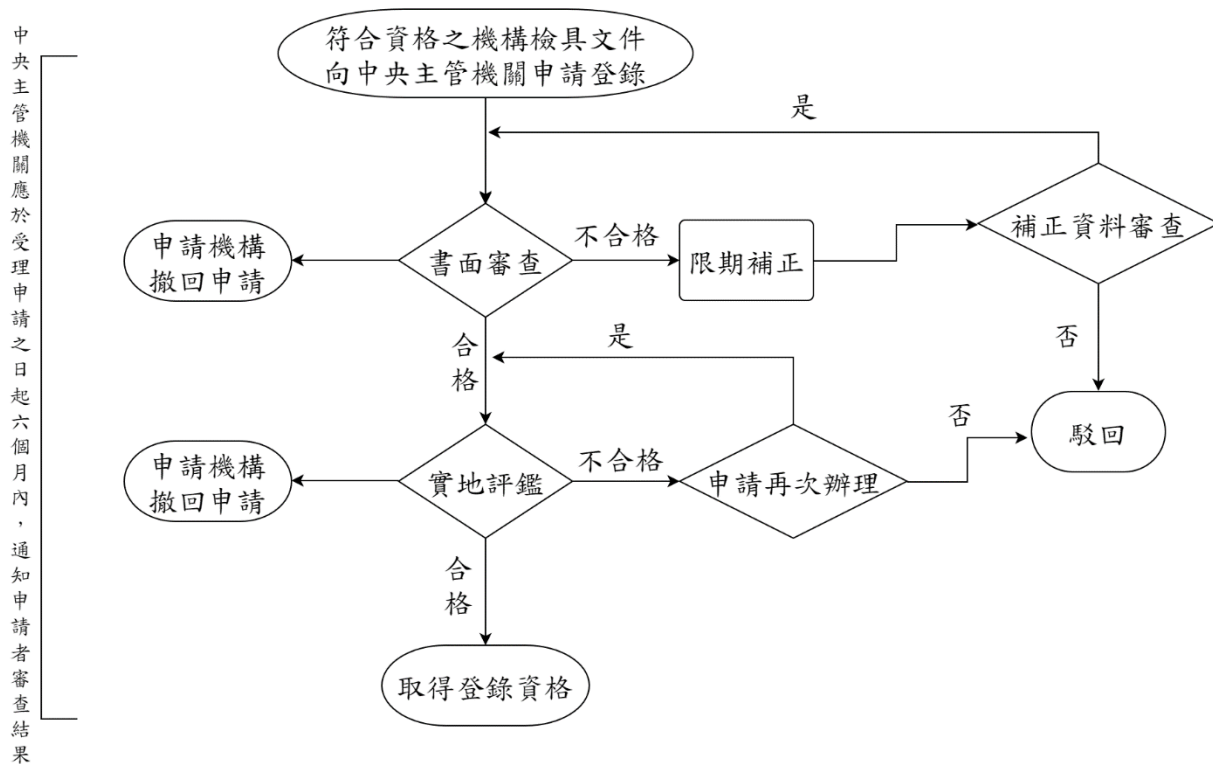 中央主管機關應於受理申請之日起六個月內，通知申請者審查結果
符合資格之機構檢具文件
向中央主管機關申請登錄
是
申請機構
撤回申請
書面審查
不合格
限期補正
補正資料審查
合格
是
否
申請機構
撤回申請
實地評鑑
不合格
申請再次辦理
否
駁回
合格
取得登錄資格